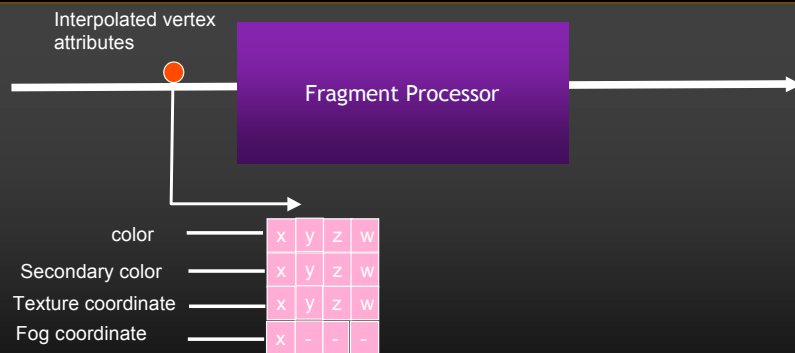 Interpolated vertex
attributes
Fragment Processor
color x y z w
Secondary color x y z w
Texture coordinate x y z w
Fog coordinate x - - -